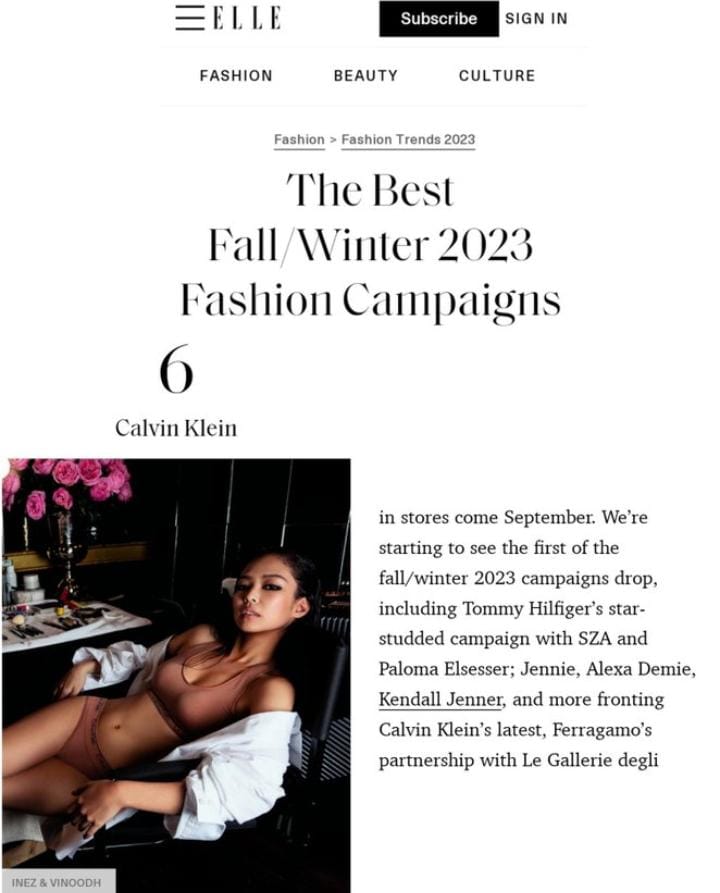 ELLE
Subscribe
SIGN IN
FASHION
BEAUTY
CULTURE
Fashion > Fashion Trends 2023
The Best
Fall/Winter 2023
Fashion Campaigns
6
Calvin Klein
in stores come September. We’re
starting to see the first of the
fall/winter 2023 campaigns drop,
including Tommy Hilfiger’s star-
studded campaign with SZA and
Paloma Elsesser; Jennie, Alexa Demie,
Kendall Jenner, and more fronting
Calvin Klein’s latest, Ferragamo’s
partnership with Le Gallerie degli
INEZ & VINOODH